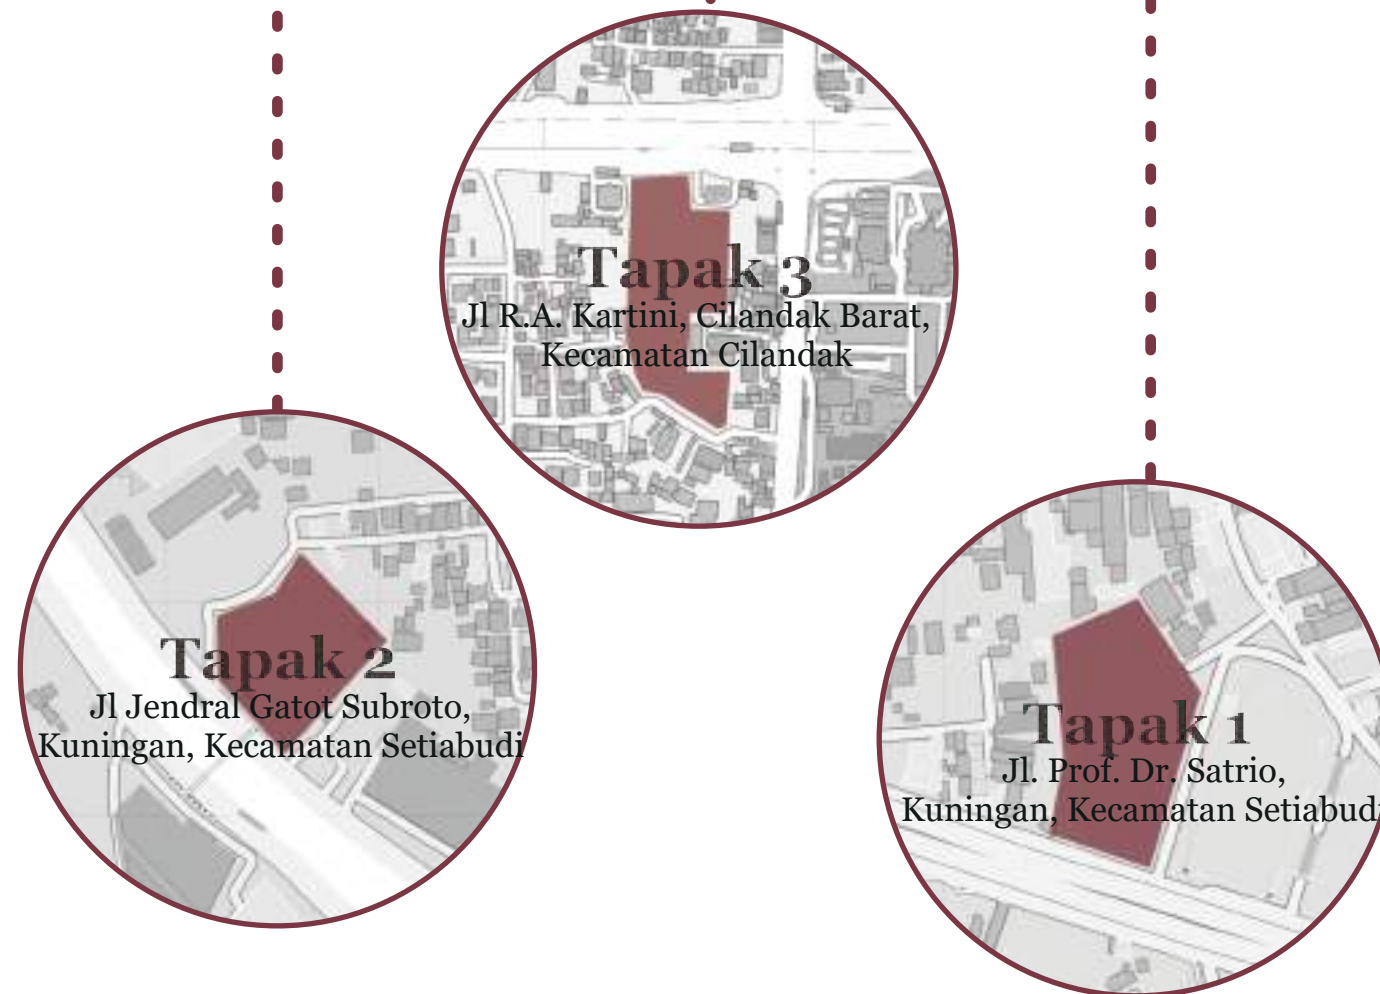 Tapak 3
Jl R.A. Kartini, Cilandak Barat,
Kecamatan Cilandak
Tapak 2
Jl Jendral Gatot Subroto,
Kuningan, Kecamatan Setiabudi
Tapak 1
Jl. Prof. Dr. Satrio,
Kuningan, Kecamatan Setiabudi